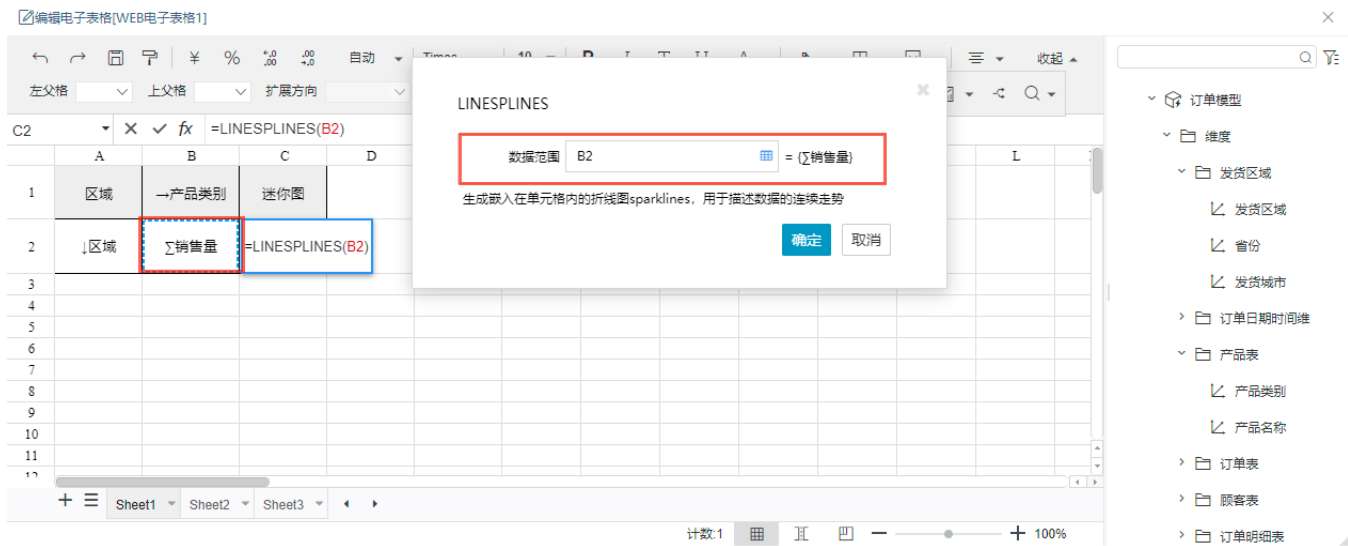 编辑电子表格[WEB电子表格1]
¥ % 自动 10 收起
左父格 上父格 扩展方向
C2 fx =LINESPLINES(B2)
A B C D L
1 区域 →产品类别 迷你图
2 ↓区域 ∑销售量 =LINESPLINES(B2)
3
4
5
6
7
8
9
10
11
12
LINESPLINES
数据范围 B2 = {∑销售量}
生成嵌入在单元格内的折线图sparklines，用于描述数据的连续走势
确定 取消
Sheet1 Sheet2 Sheet3
计数:1 100%
订单模型
维度
发货区域
发货区域
省份
发货城市
订单日期时间维
产品表
产品类别
产品名称
订单表
顾客表
订单明细表